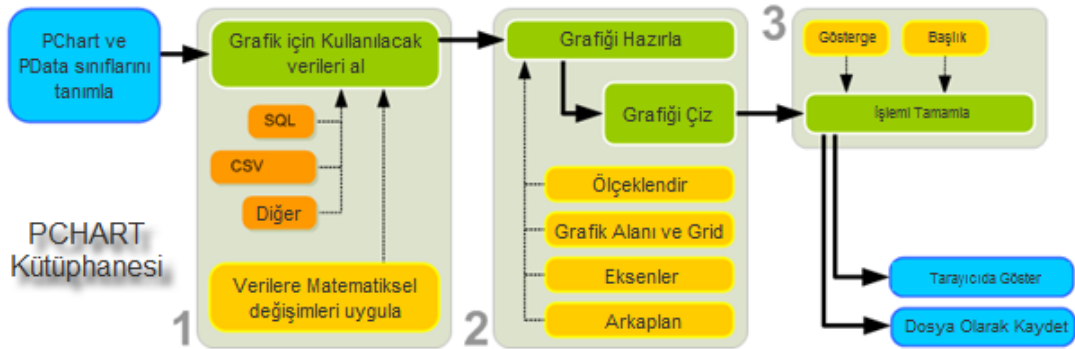 PChart ve
PData sınıflarını
tanımla
PCHART
Kütüphanesi
1
Grafik için Kullanılacak
verileri al
SQL
CSV
Diğer
Verilere Matematiksel
değişimleri uygula
2
Grafiği Hazırla
Grafiği Çiz
Ölçeklendir
Grafik Alanı ve Grid
Eksenler
Arkaplan
3
Gösterge
Başlık
İşlemi Tamamla
Tarayıcıda Göster
Dosya Olarak Kaydet